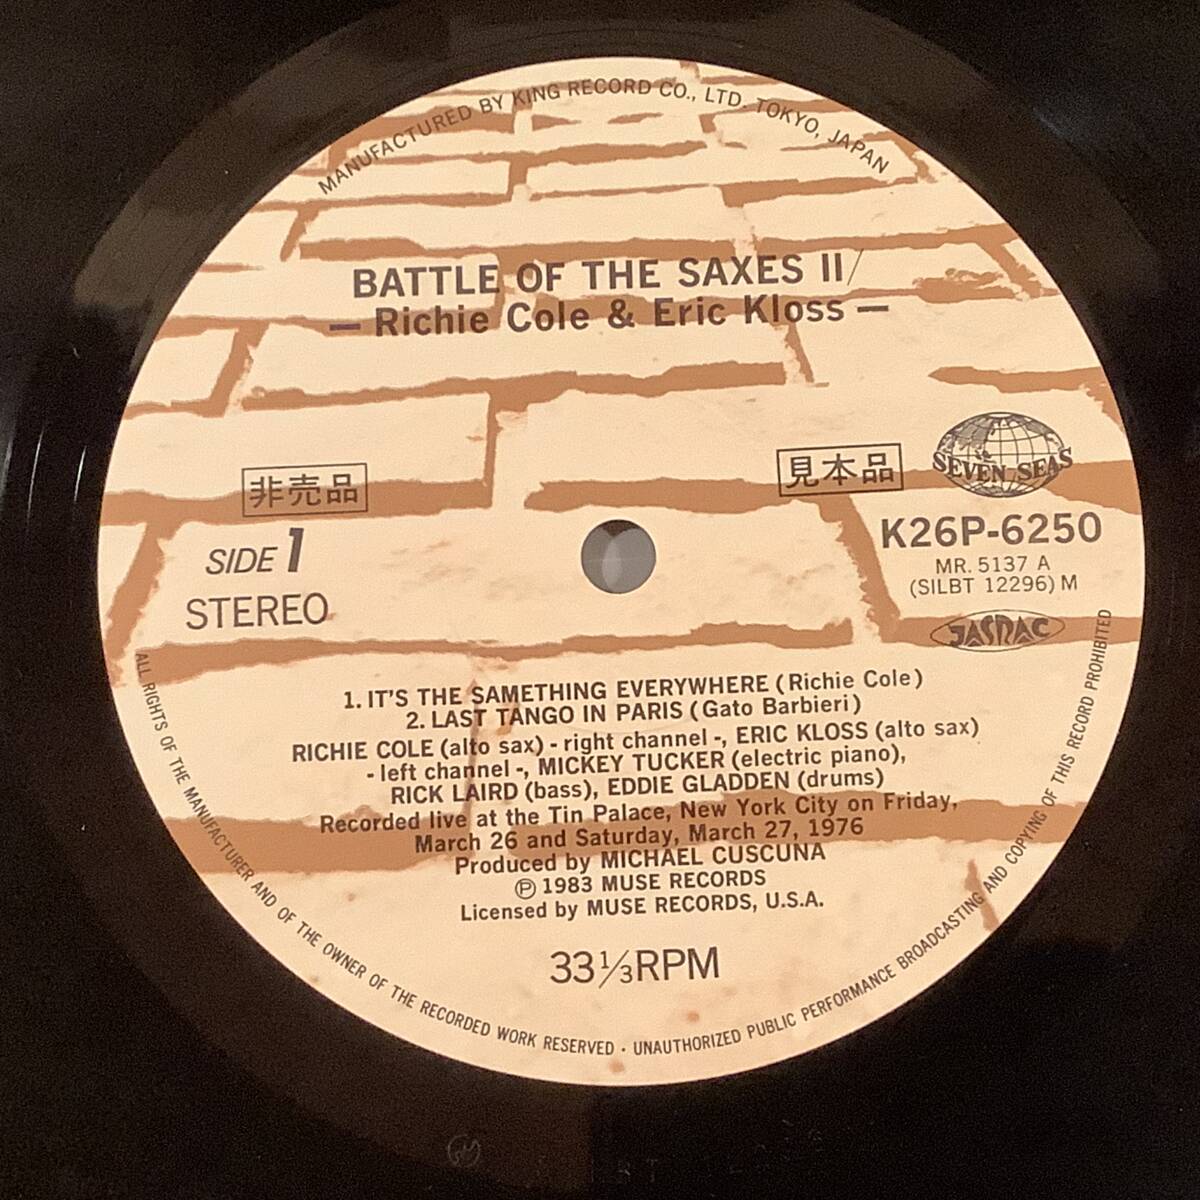 MANUFACTURED BY KING RECORD CO., LTD. TOKYO, JAPAN
BATTLE OF THE SAXES II/
— Richie Cole & Eric Kloss —
非売品
見本品
SEVEN SEAS
SIDE 1
STEREO
K26P-6250
MR. 5137 A
(SILBT 12296) M
JASRAC
1. IT'S THE SAMETHING EVERYWHERE (Richie Cole)
2. LAST TANGO IN PARIS (Gato Barbieri)
RICHIE COLE (alto sax) - right channel -, ERIC KLOSS (alto sax)
- left channel -, MICKEY TUCKER (electric piano),
RICK LAIRD (bass), EDDIE GLADDEN (drums)
Recorded live at the Tin Palace, New York City on Friday,
March 26 and Saturday, March 27, 1976
Produced by MICHAEL CUSCUNA
Ⓟ 1983 MUSE RECORDS
Licensed by MUSE RECORDS, U.S.A.
33 1/3 RPM
ALL RIGHTS OF THE MANUFACTURER AND OF THE OWNER OF THE RECORDED WORK RESERVED · UNAUTHORIZED PUBLIC PERFORMANCE BROADCASTING AND COPYING OF THIS RECORD PROHIBITED